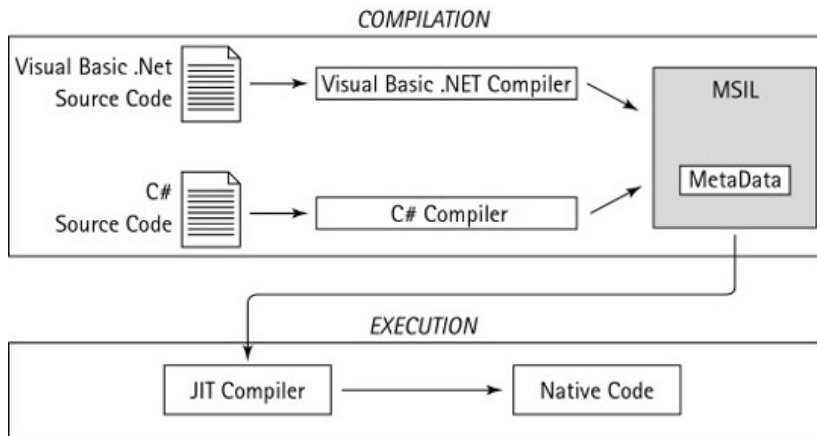 COMPILATION
Visual Basic .Net
Source Code
Visual Basic .NET Compiler
MSIL
MetaData
C#
Source Code
C# Compiler
EXECUTION
JIT Compiler
Native Code